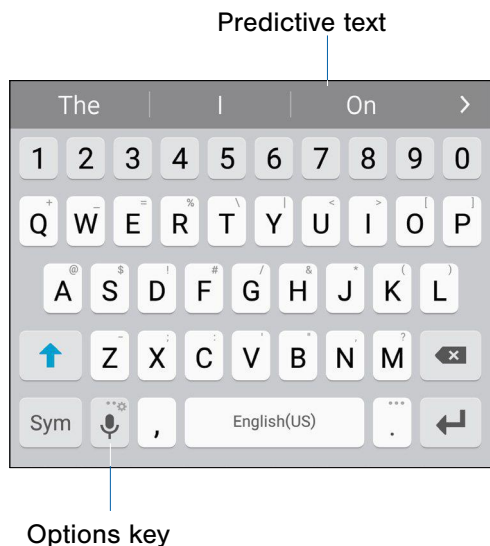 Predictive text
The I On >
1 2 3 4 5 6 7 8 9 0
+ _ = % \ | < > [ ]
Q W E R T Y U I O P
@ $ ! # / & * ( )
A S D F G H J K L
- ; : ' " , ?
Z X C V B N M
Sym , English(US) .
Options key